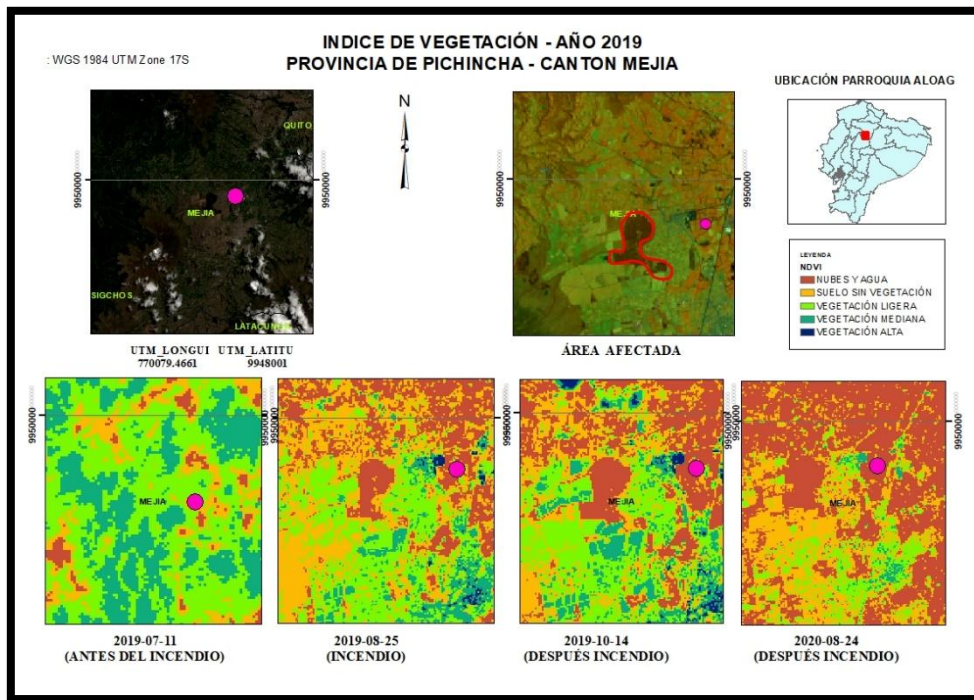 INDICE DE VEGETACIÓN - AÑO 2019
PROVINCIA DE PICHINCHA - CANTON MEJIA
: WGS 1984 UTM Zone 17S
UBICACIÓN PARROQUIA ALOAG
N
QUITO
MEJIA
SIGCHOS
9950000
9950000
MEJIA
9950000
9950000
LEYENDA
NDVI
NUBES Y AGUA
SUELO SIN VEGETACIÓN
VEGETACIÓN LIGERA
VEGETACIÓN MEDIANA
VEGETACIÓN ALTA
UTM_LONGUI UTM_LATITU
770079.4661 9948001
ÁREA AFECTADA
9950000
MEJIA
9950000
9950000
MEJIA
9950000
MEJIA
9950000
2019-07-11
(ANTES DEL INCENDIO)
2019-08-25
(INCENDIO)
2019-10-14
(DESPUÉS INCENDIO)
2020-08-24
(DESPUÉS INCENDIO)